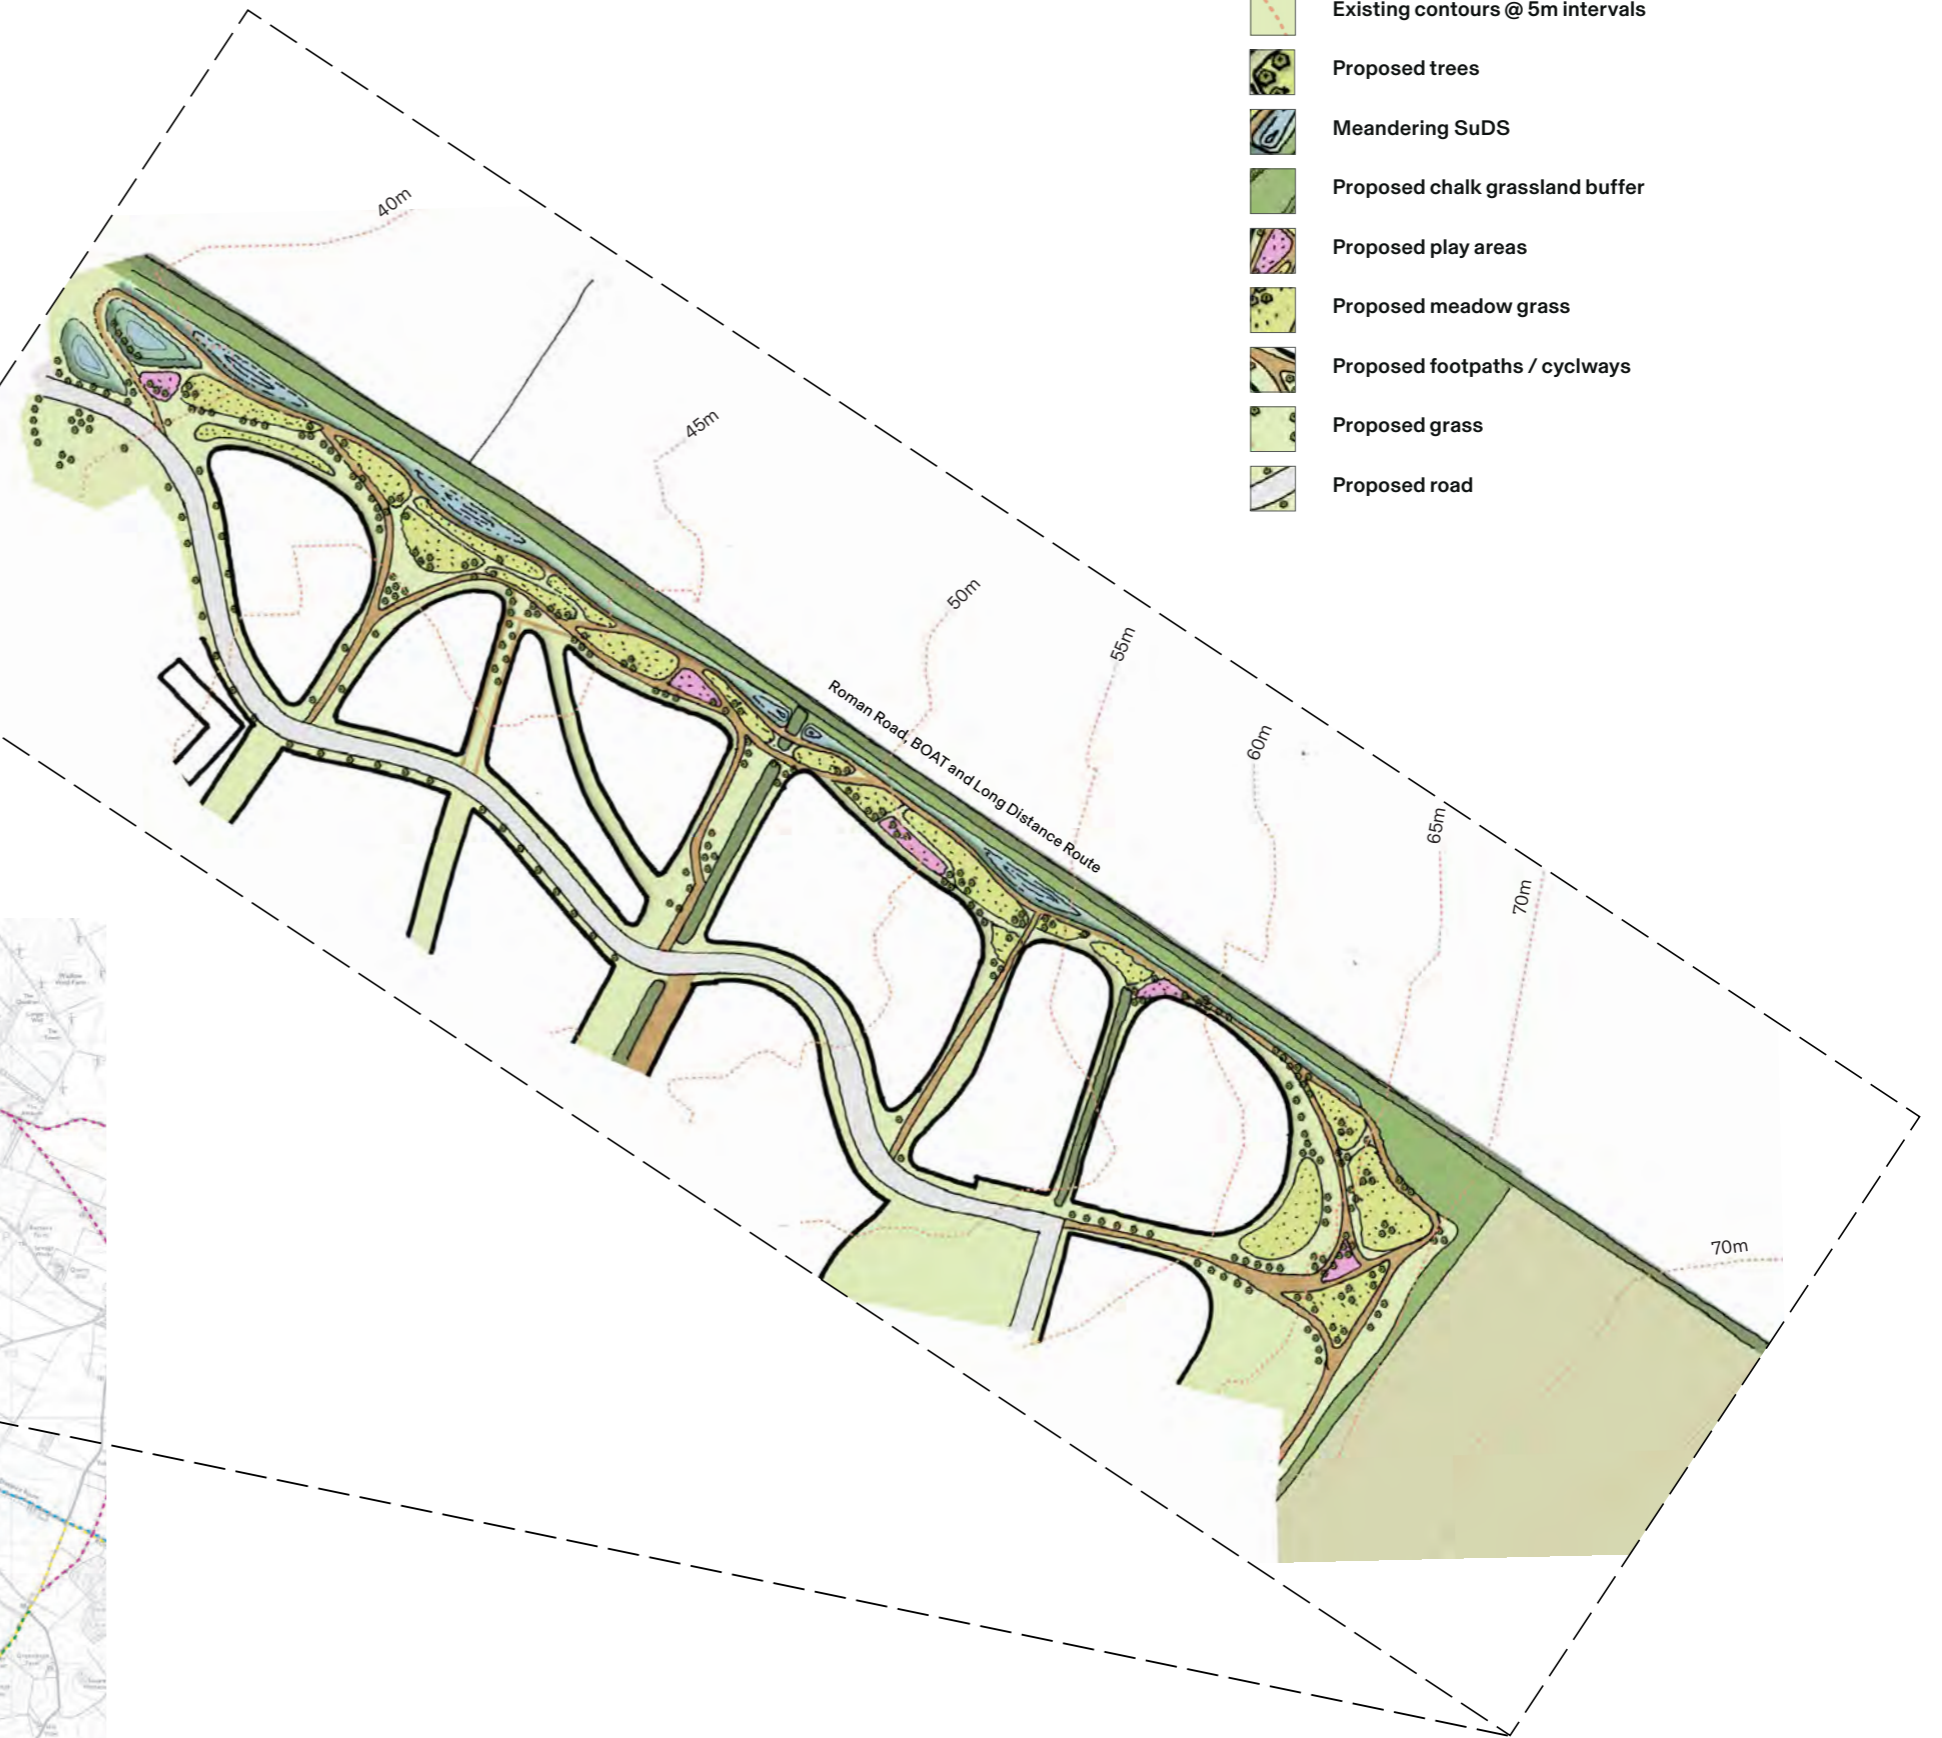 Existing contours @ 5m intervals
Proposed trees
Meandering SuDS
Proposed chalk grassland buffer
Proposed play areas
Proposed meadow grass
Proposed footpaths / cyclways
Proposed grass
Proposed road
40m
45m
50m
55m
60m
65m
70m
Roman Road, BOAT and Long Distance Route
70m